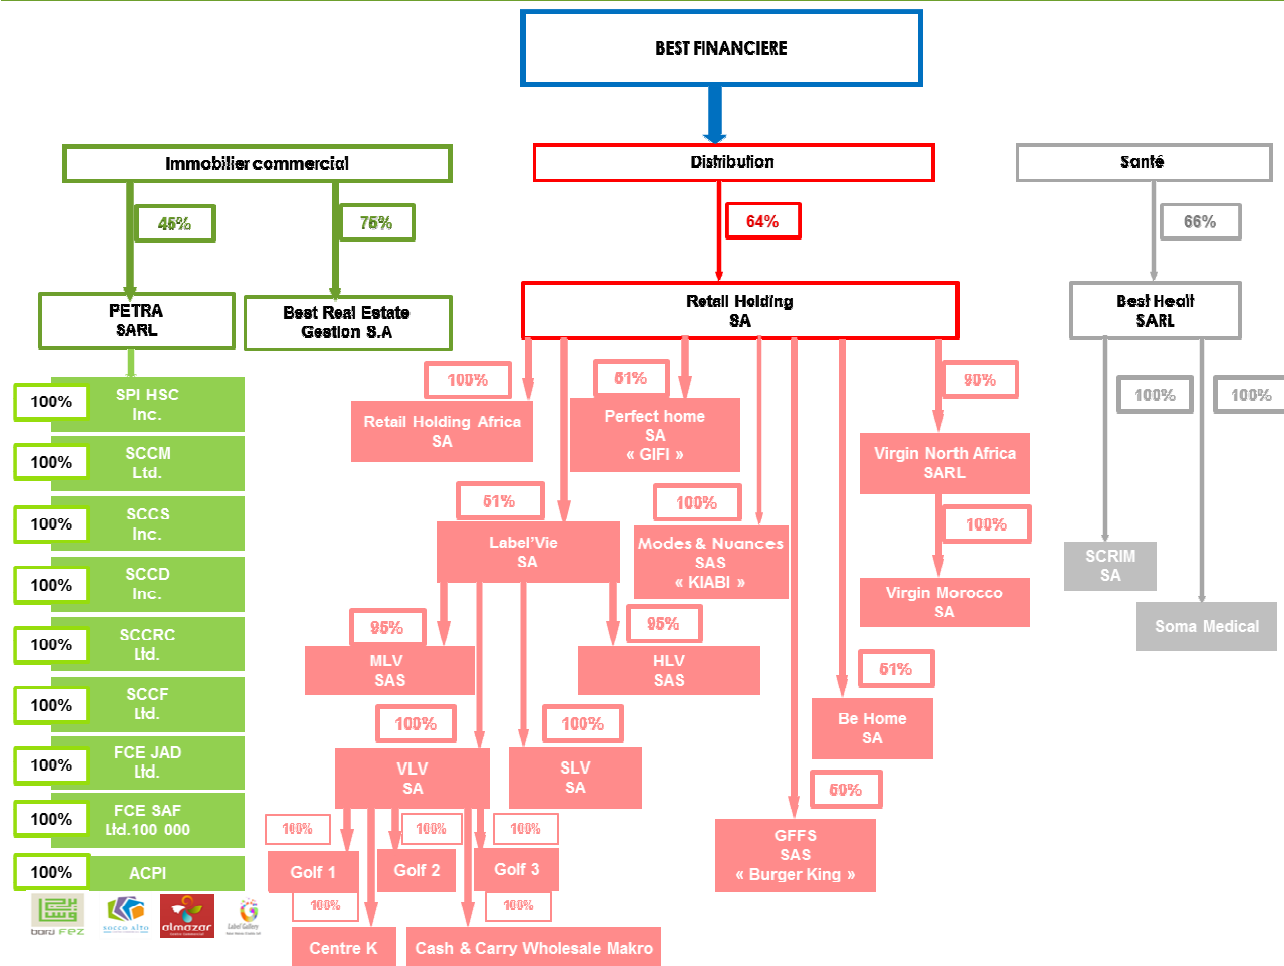 BEST FINANCIERE
Immobilier commercial
Distribution
Santé
45%
75%
64%
66%
PETRA
SARL
Best Real Estate
Gestion S.A
Retail Holding
SA
Best Healt
SARL
100%
SPI HSC
Inc.
100%
SCCM
Ltd.
100%
SCCS
Inc.
100%
SCCD
Inc.
100%
SCCRC
Ltd.
100%
SCCF
Ltd.
100%
FCE JAD
Ltd.
100%
FCE SAF
Ltd.100 000
100%
ACPI
borj FEZ
socco alto
almazar
Label Gallery
100%
Retail Holding Africa
SA
51%
Perfect home
SA
« GIFI »
90%
Virgin North Africa
SARL
100%
Virgin Morocco
SA
51%
Label’Vie
SA
100%
Modes & Nuances
SAS
« KIABI »
95%
MLV
SAS
95%
HLV
SAS
100%
VLV
SA
100%
SLV
SA
51%
Be Home
SA
50%
GFFS
SAS
« Burger King »
100%
Golf 1
100%
Golf 2
100%
Golf 3
100%
Centre K
100%
Cash & Carry Wholesale Makro
100%
100%
SCRIM
SA
Soma Medical